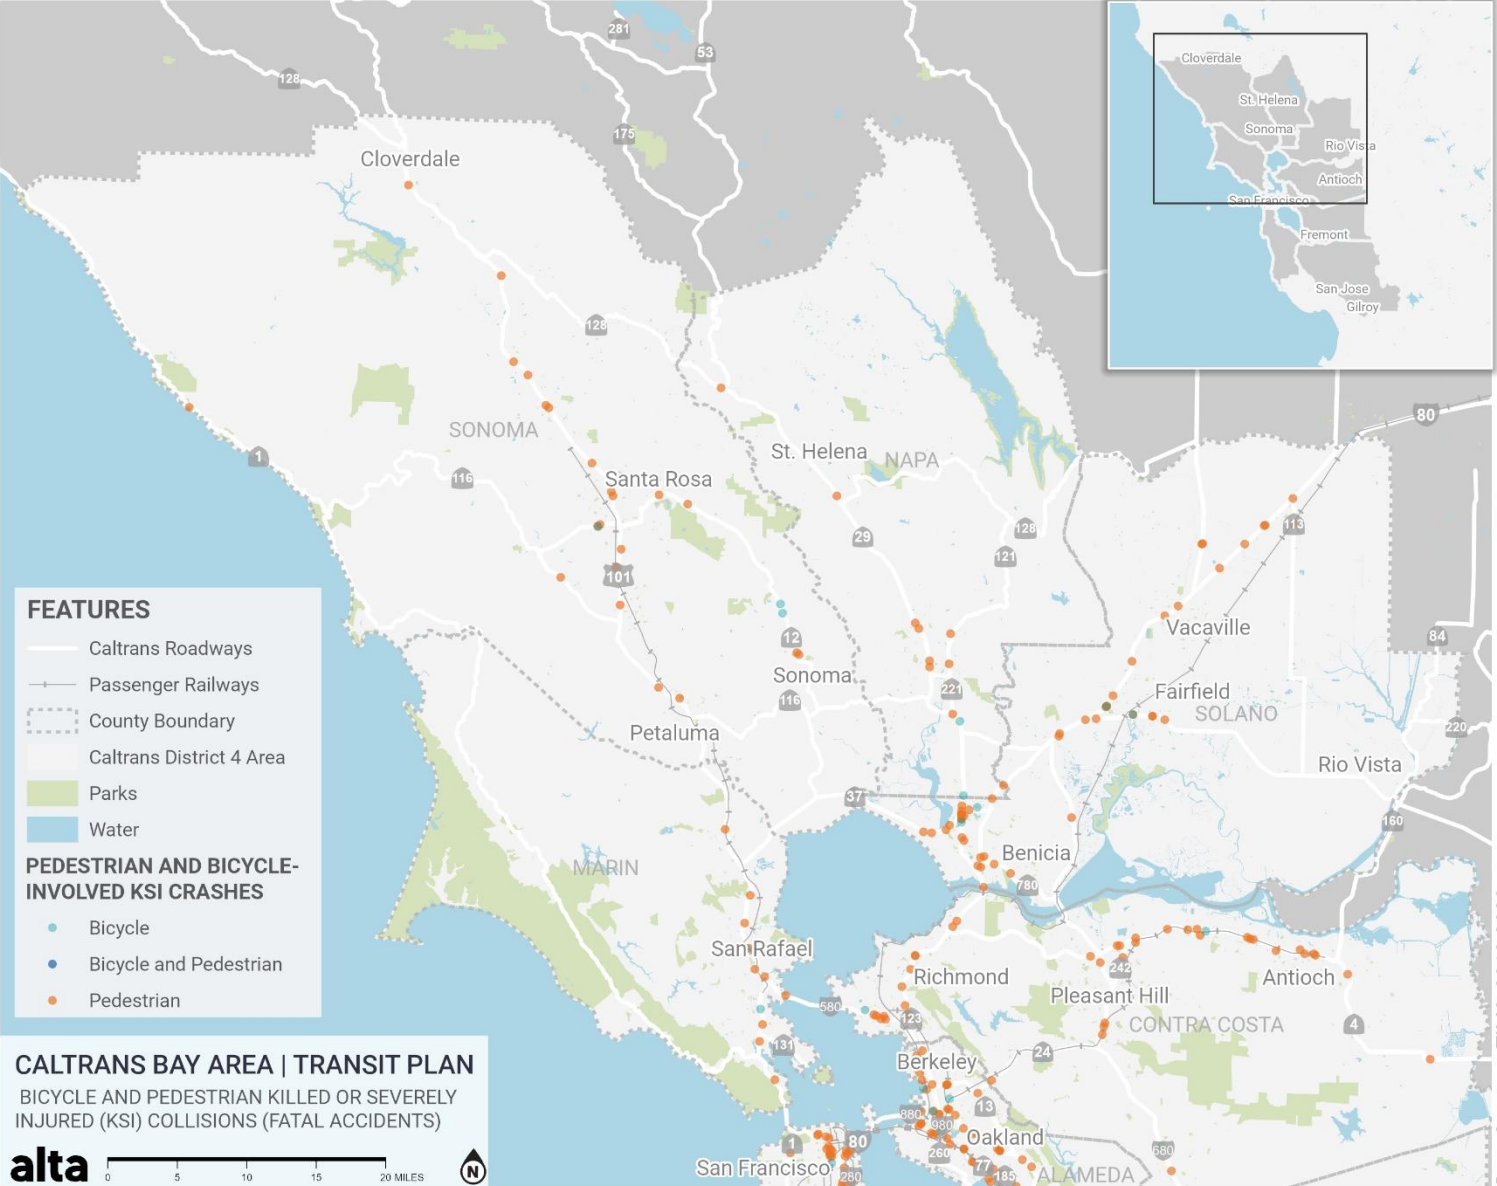 281
53
128
175
Cloverdale
Cloverdale
St. Helena
Sonoma
Rio Vista
Antioch
San Francisco
Fremont
San Jose
Gilroy
128
80
SONOMA
St. Helena
NAPA
1
116
Santa Rosa
29
128
113
121
101
12
Vacaville
84
Sonoma
221
Fairfield
SOLANO
116
220
Petaluma
Rio Vista
37
160
Benicia
MARIN
780
San Rafael
Richmond
242
Pleasant Hill
Antioch
580
123
CONTRA COSTA
4
131
24
Berkeley
13
880
980
1
80
Oakland
260
680
San Francisco
280
77
185
ALAMEDA
FEATURES
Caltrans Roadways
Passenger Railways
County Boundary
Caltrans District 4 Area
Parks
Water
PEDESTRIAN AND BICYCLE-
INVOLVED KSI CRASHES
Bicycle
Bicycle and Pedestrian
Pedestrian
CALTRANS BAY AREA | TRANSIT PLAN
BICYCLE AND PEDESTRIAN KILLED OR SEVERELY
INJURED (KSI) COLLISIONS (FATAL ACCIDENTS)
alta
0 5 10 15 20 MILES
N